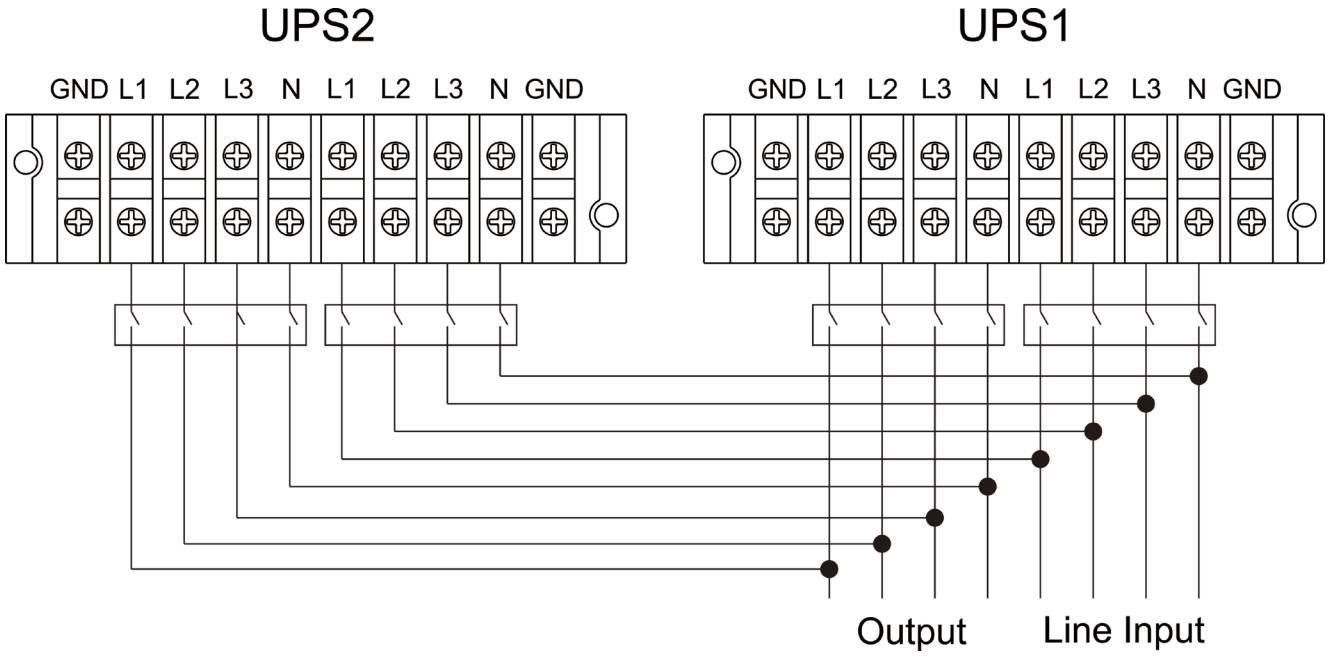 UPS2 UPS1
GND L1 L2 L3 N L1 L2 L3 N GND GND L1 L2 L3 N L1 L2 L3 N GND
Output Line Input